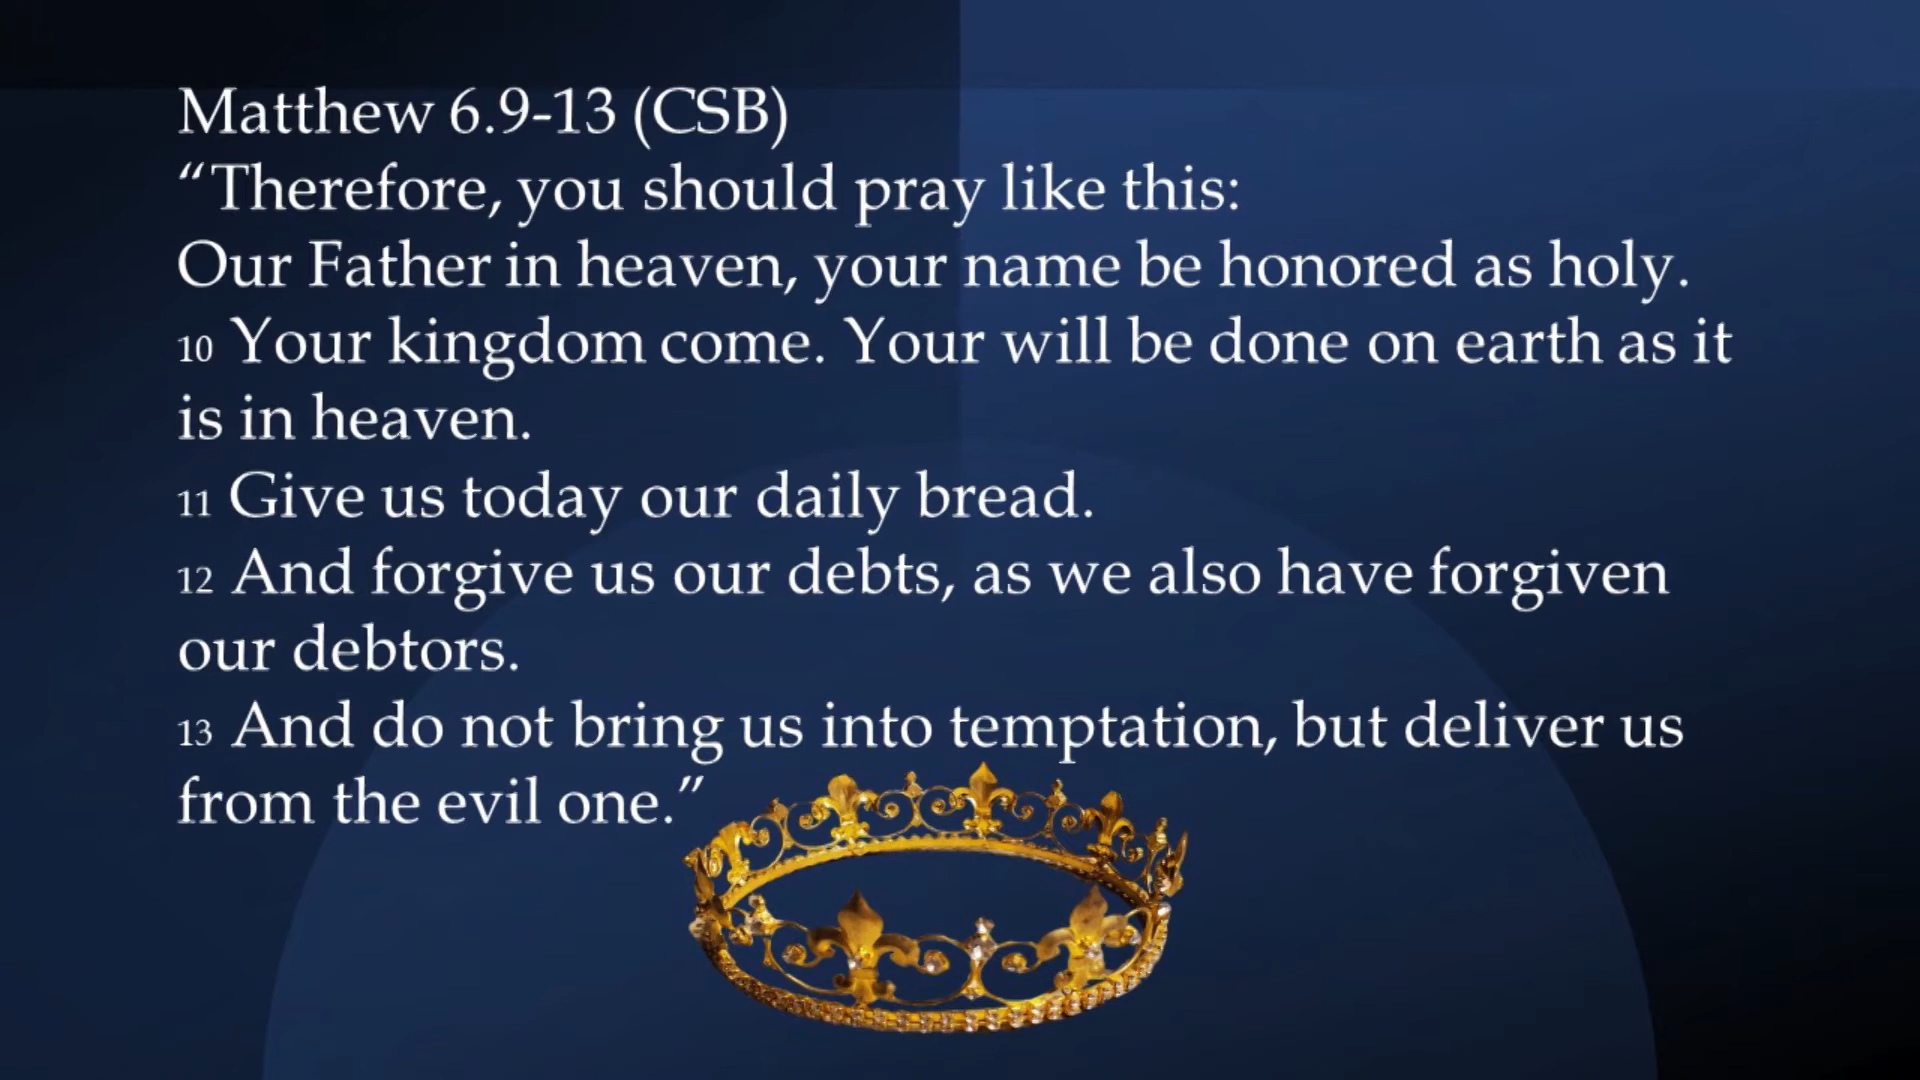 Matthew 6.9-13 (CSB)
“Therefore, you should pray like this:
Our Father in heaven, your name be honored as holy.
10 Your kingdom come. Your will be done on earth as it
is in heaven.
11 Give us today our daily bread.
12 And forgive us our debts, as we also have forgiven
our debtors.
13 And do not bring us into temptation, but deliver us
from the evil one.”